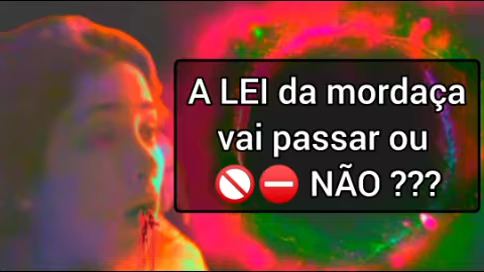 A LEI da mordaça
vai passar ou
🚫⛔ NÃO ???